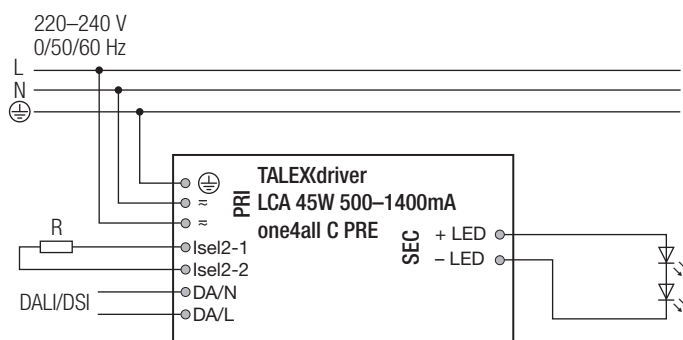 220–240 V
0/50/60 Hz
L
N
TALEXXdriver
LCA 45W 500–1400mA
one4all C PRE
PRI
SEC
≂
≂
Isel2-1
Isel2-2
DA/N
DA/L
R
DALI/DSI
+ LED
– LED